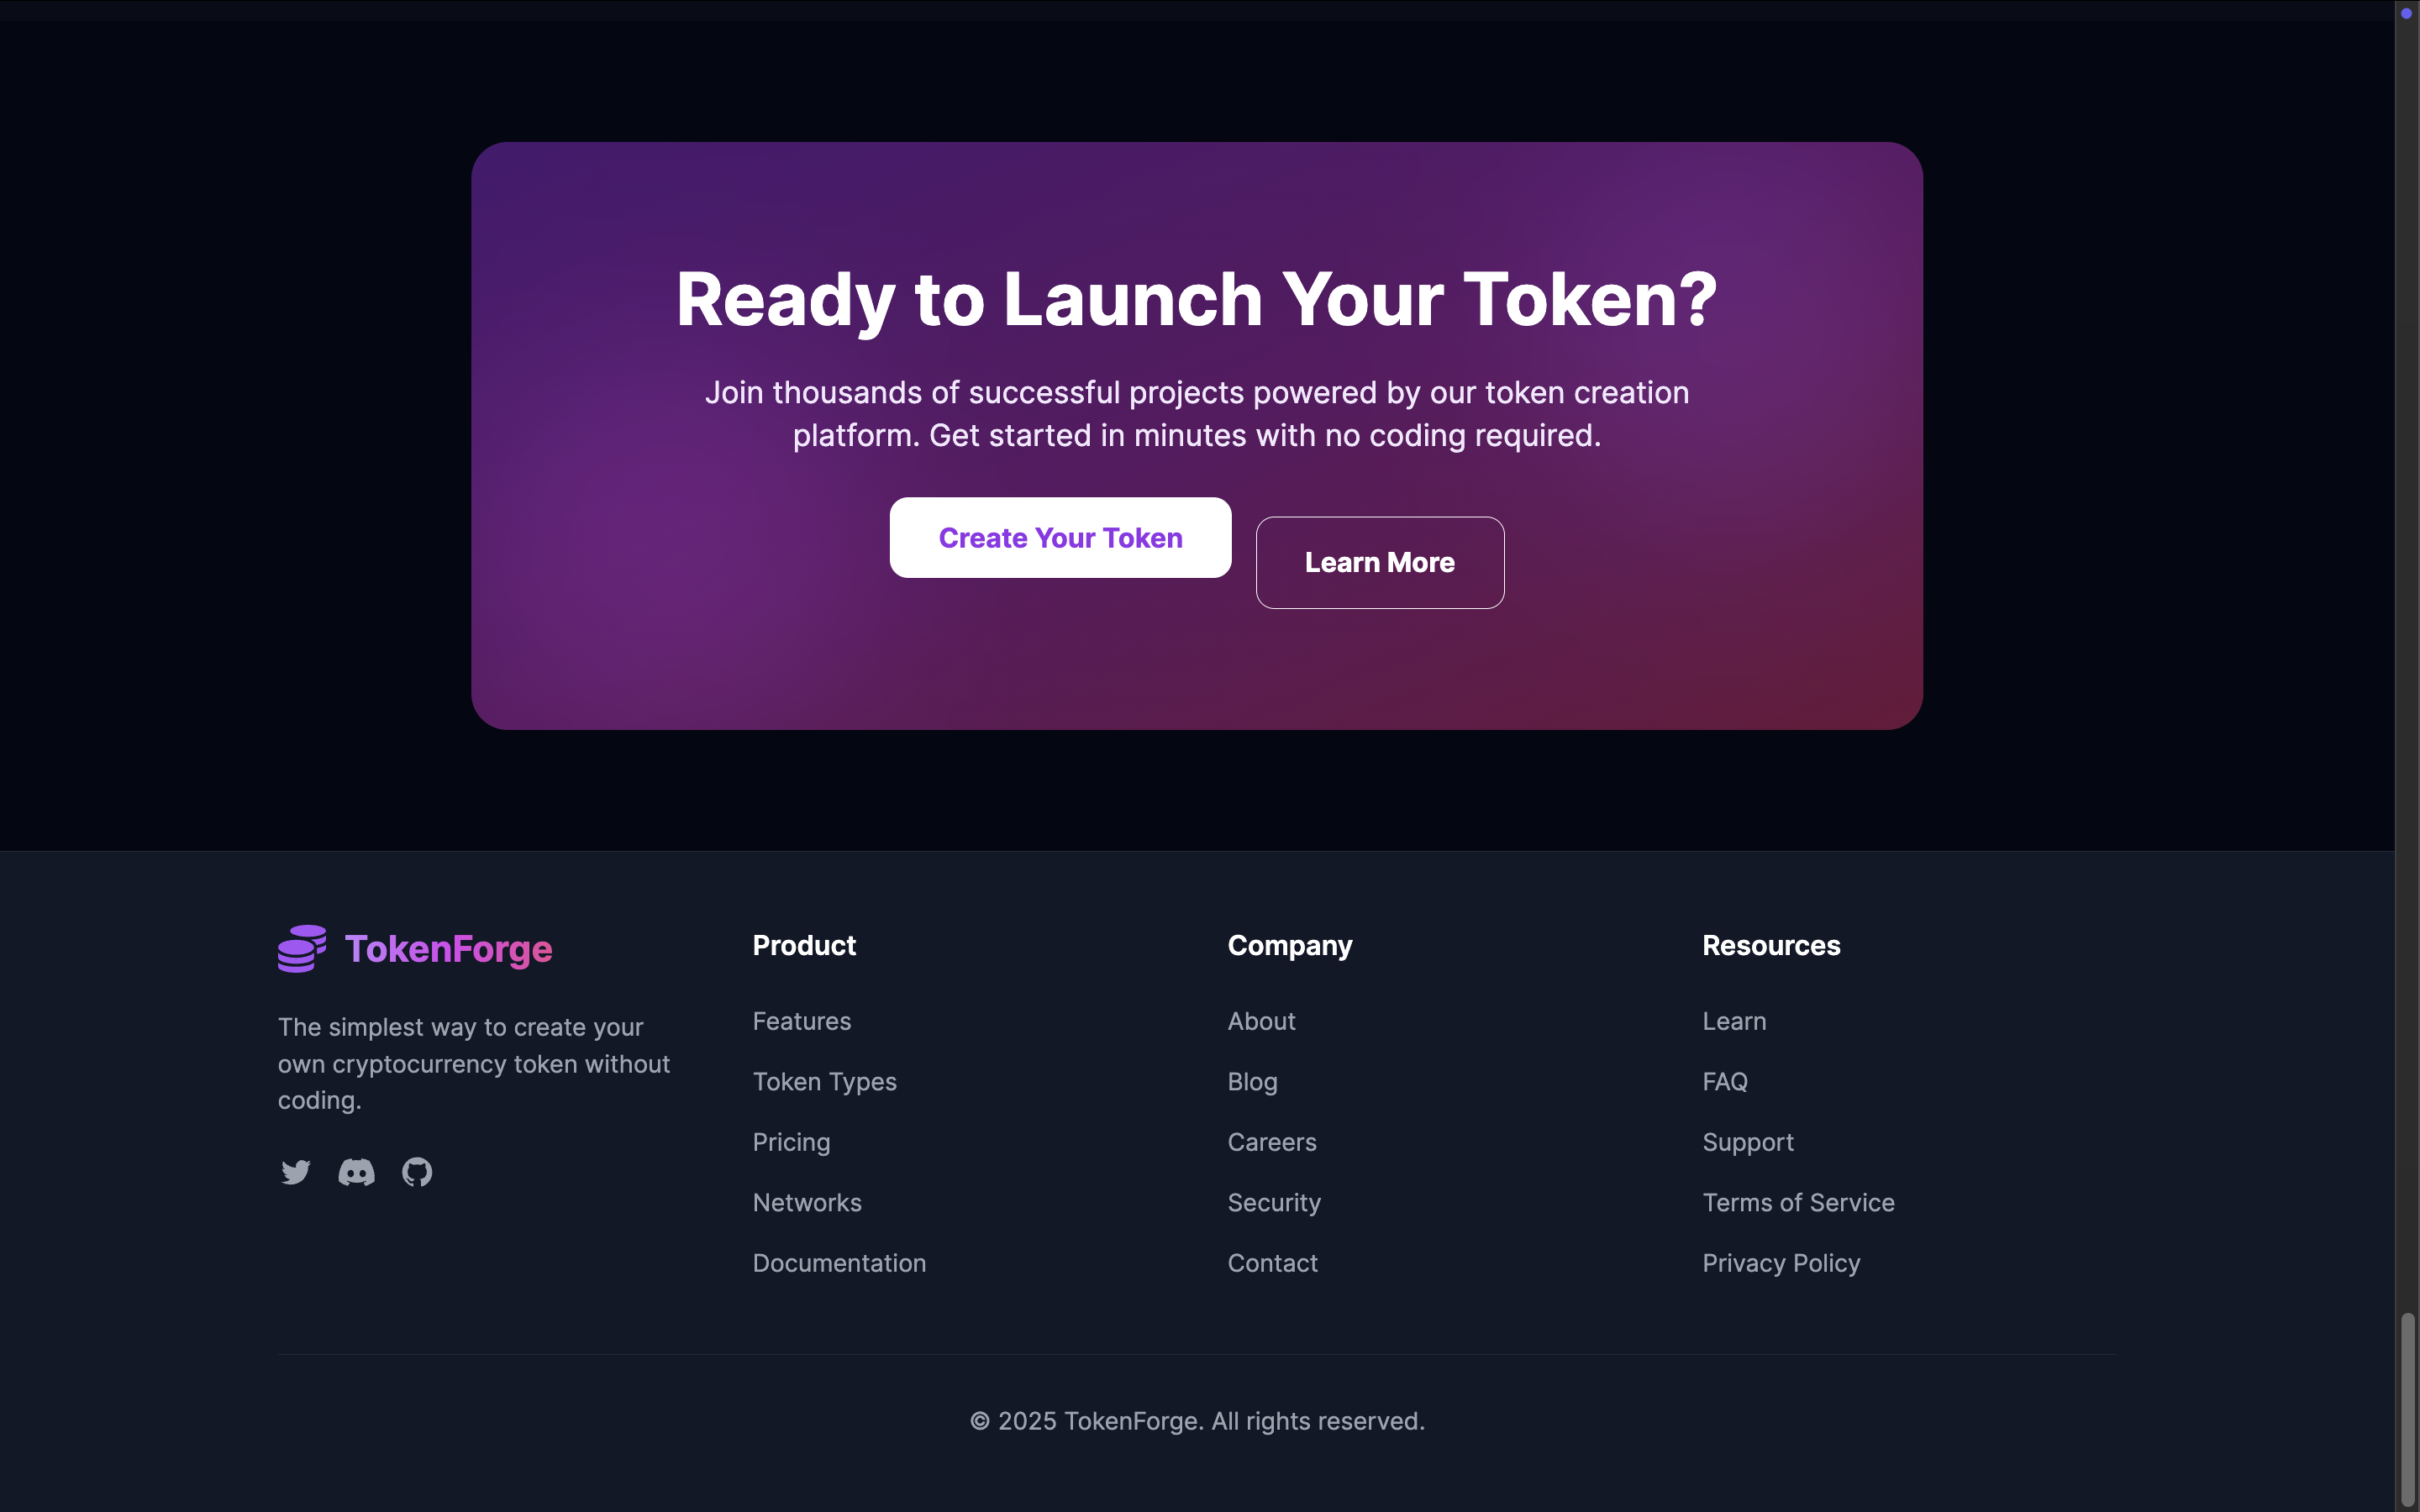 Ready to Launch Your Token?
Join thousands of successful projects powered by our token creation
platform. Get started in minutes with no coding required.
Create Your Token
Learn More
TokenForge
The simplest way to create your
own cryptocurrency token without
coding.
Product
Features
Token Types
Pricing
Networks
Documentation
Company
About
Blog
Careers
Security
Contact
Resources
Learn
FAQ
Support
Terms of Service
Privacy Policy
© 2025 TokenForge. All rights reserved.